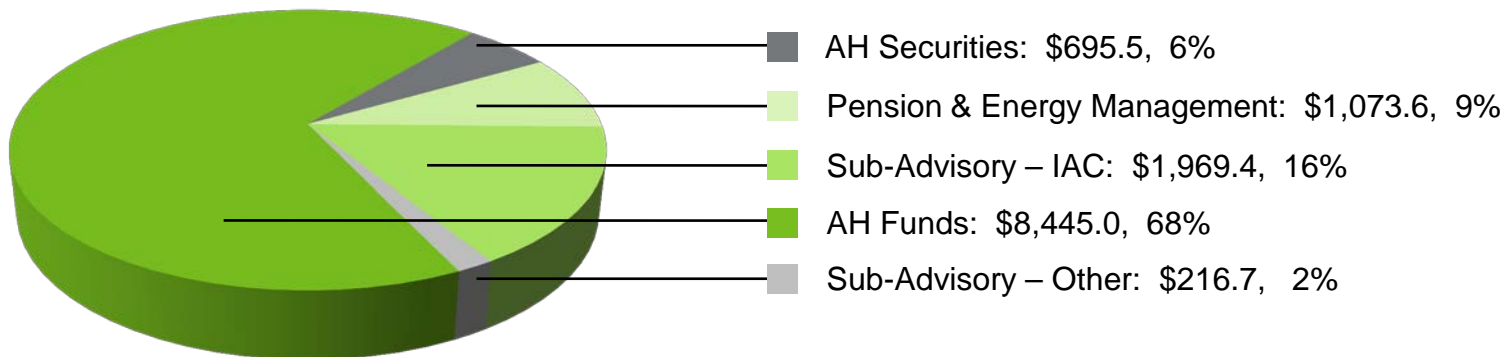 AH Securities: $695.5, 6%
Pension & Energy Management: $1,073.6, 9%
Sub-Advisory – IAC: $1,969.4, 16%
AH Funds: $8,445.0, 68%
Sub-Advisory – Other: $216.7, 2%